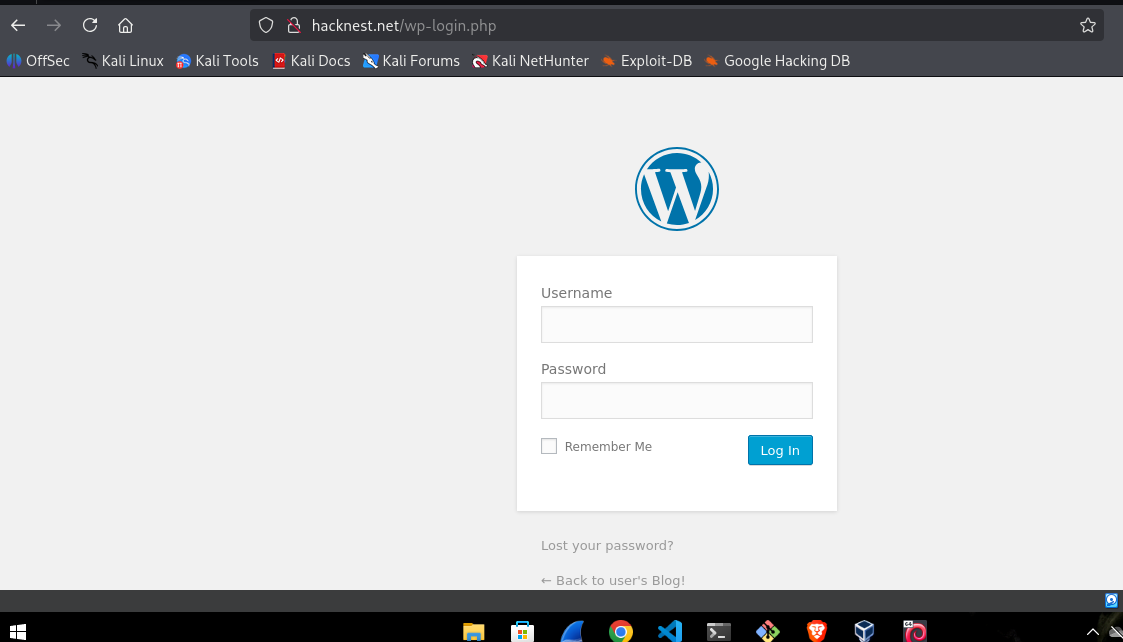 hacknest.net/wp-login.php
OffSec Kali Linux Kali Tools Kali Docs Kali Forums Kali NetHunter Exploit-DB Google Hacking DB
Username
Password
Remember Me
Log In
Lost your password?
← Back to user's Blog!